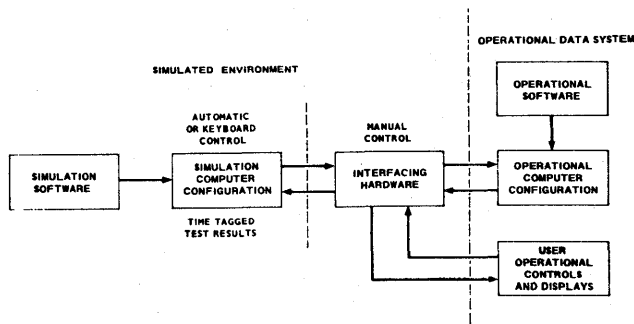 OPERATIONAL DATA SYSTEM
SIMULATED ENVIRONMENT
OPERATIONAL
SOFTWARE
AUTOMATIC
OR KEYBOARD
CONTROL
MANUAL
CONTROL
SIMULATION
SOFTWARE
SIMULATION
COMPUTER
CONFIGURATION
INTERFACING
HARDWARE
OPERATIONAL
COMPUTER
CONFIGURATION
TIME TAGGED
TEST RESULTS
USER
OPERATIONAL
CONTROLS
AND DISPLAYS